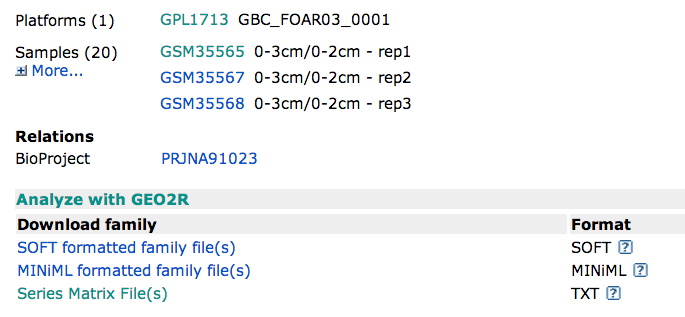 Platforms (1) GPL1713 GBC_FOAR03_0001
Samples (20) GSM35565 0-3cm/0-2cm - rep1
More... GSM35567 0-3cm/0-2cm - rep2
GSM35568 0-3cm/0-2cm - rep3
Relations
BioProject PRJNA91023
Analyze with GEO2R
Download family Format
SOFT formatted family file(s) SOFT ?
MINiML formatted family file(s) MINiML ?
Series Matrix File(s) TXT ?